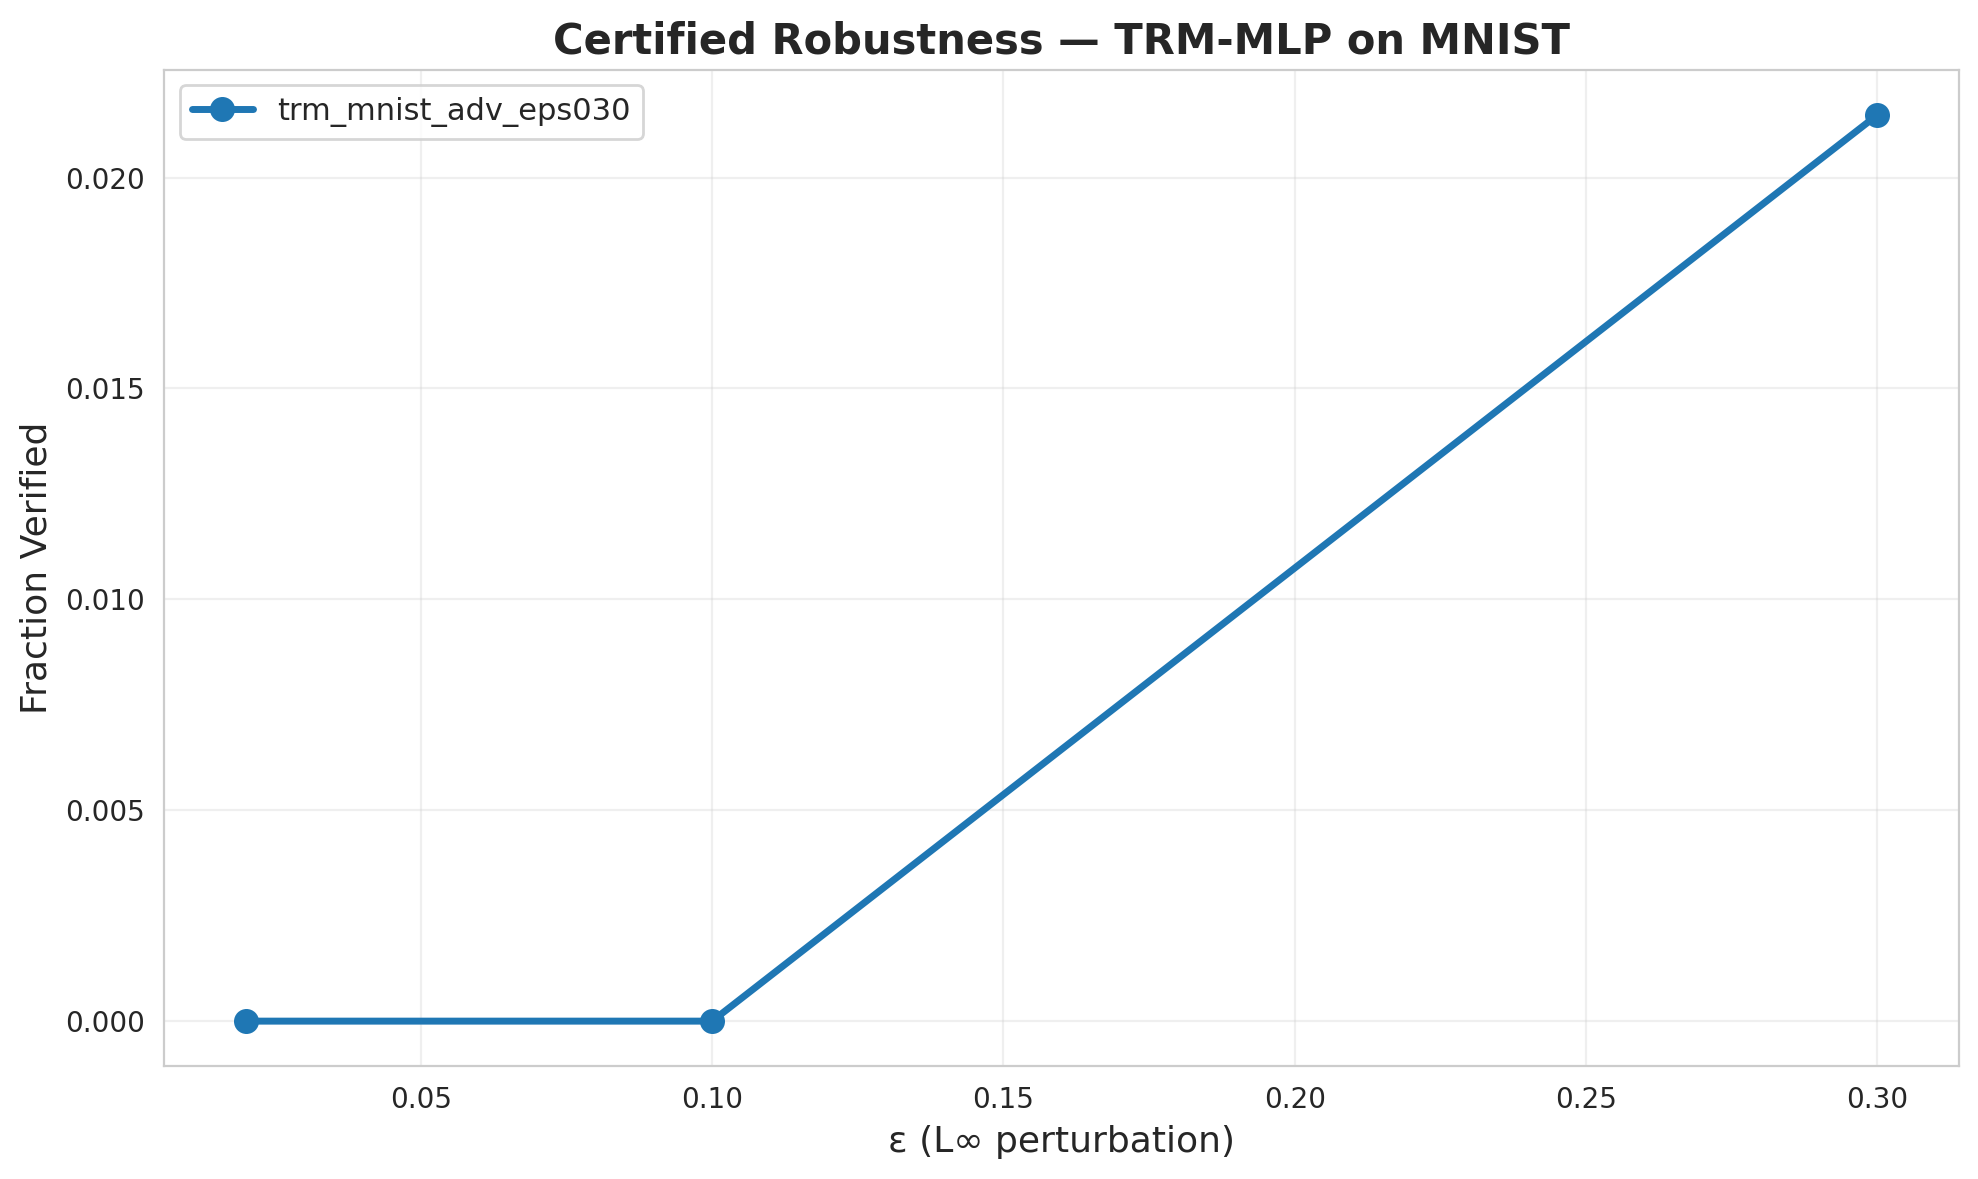 Certified Robustness — TRM-MLP on MNIST
trm_mnist_adv_eps030
0.020
0.015
0.010
0.005
0.000
Fraction Verified
0.05 0.10 0.15 0.20 0.25 0.30
ε (L∞ perturbation)